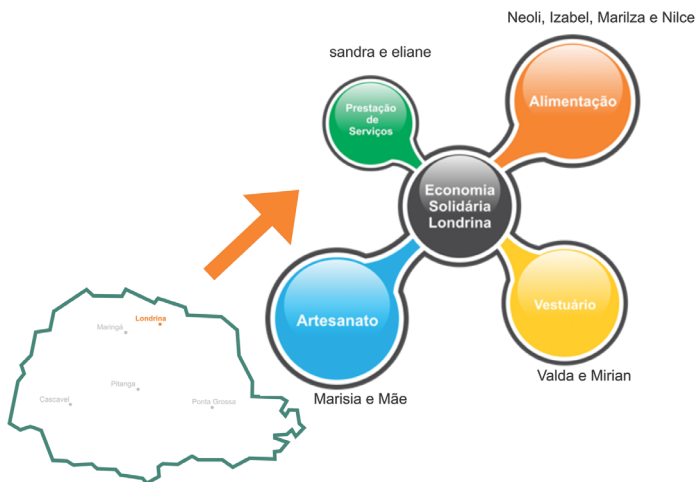 Neoli, Izabel, Marilza e Nilce
sandra e eliane
Prestação
de
Serviços
Alimentação
Economia
Solidária
Londrina
Artesanato
Vestuário
Valda e Mirian
Marisia e Mãe
Londrina
Maringá
Pitanga
Cascavel
Ponta Grossa